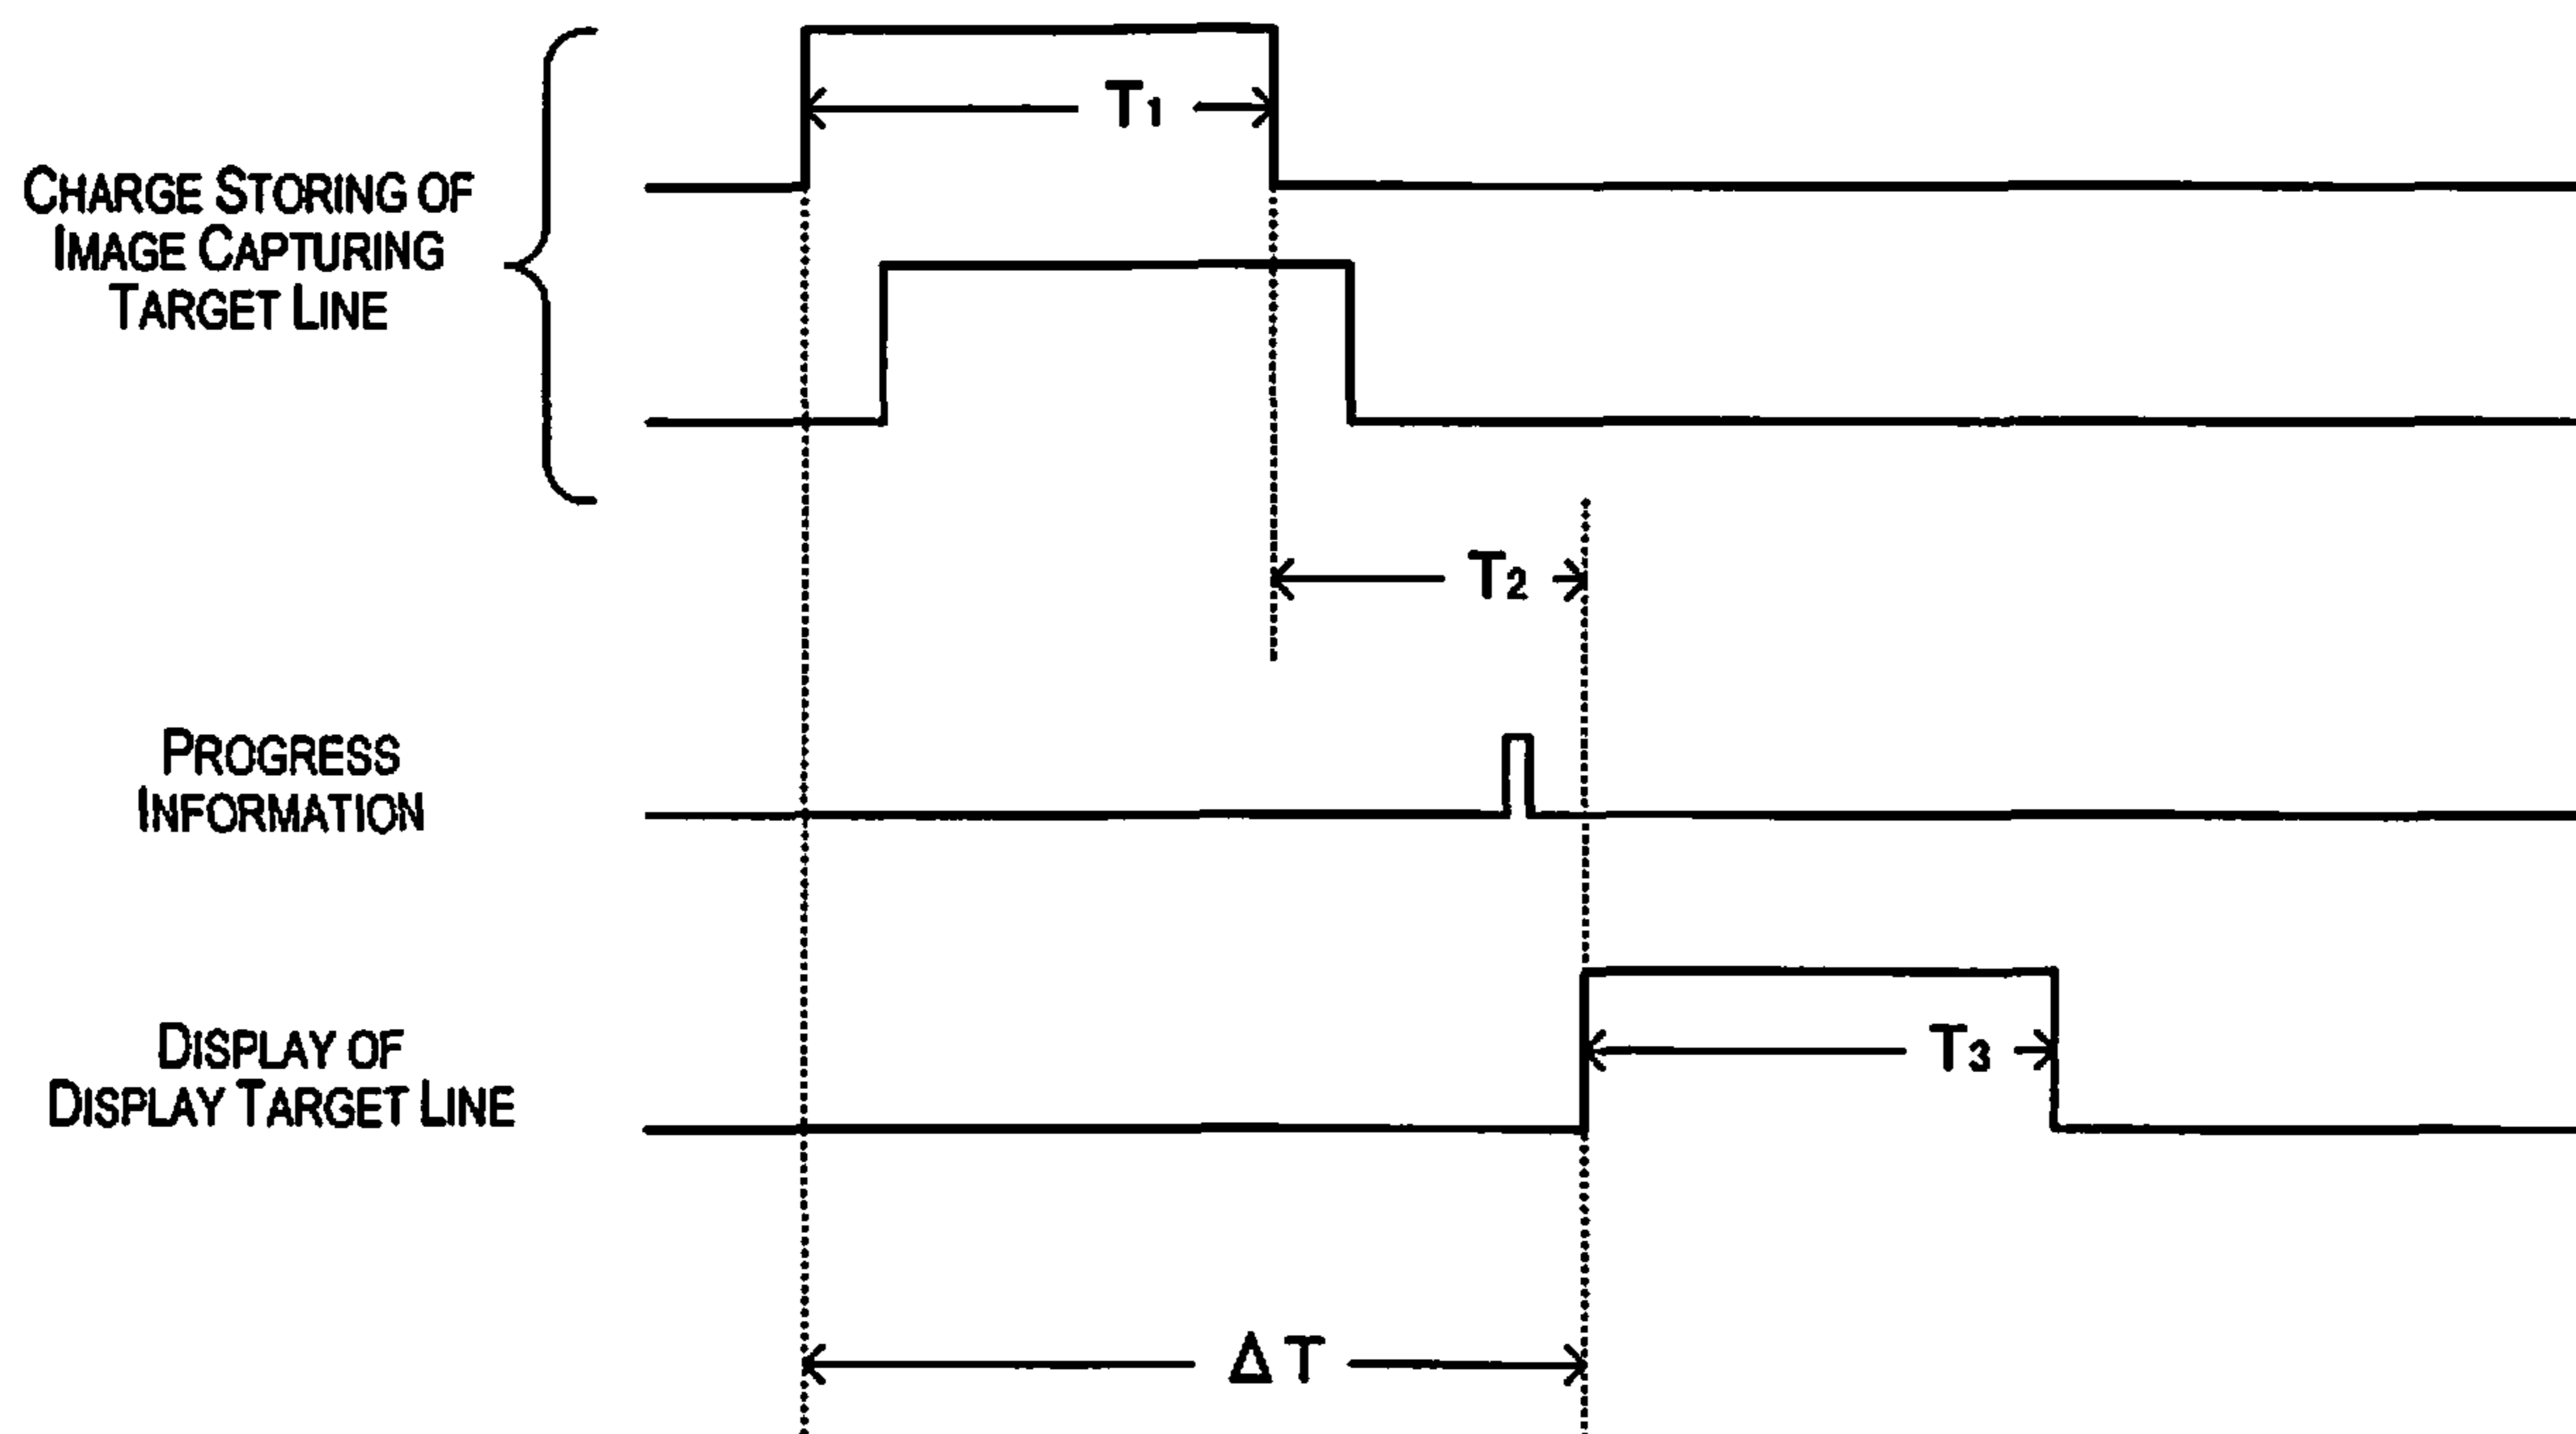 T1
CHARGE STORING OF
IMAGE CAPTURING
TARGET LINE
T2
PROGRESS
INFORMATION
DISPLAY OF
DISPLAY TARGET LINE
T3
ΔT